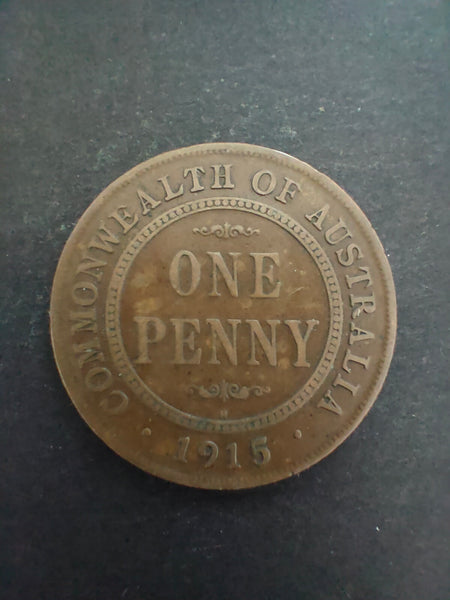 COMMONWEALTH OF AUSTRALIA
ONE
PENNY
H
· 1915 ·